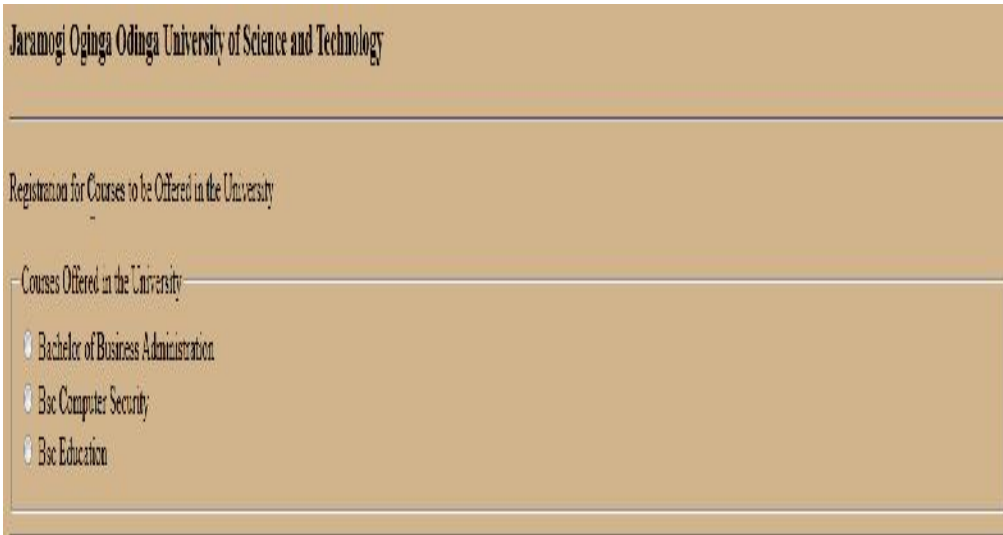 Jaramogi Oginga Odinga University of Science and Technology
Registration for Courses to be Offered in the University
Courses Offered in the University
Bachelor of Business Administration
Bsc Computer Security
Bsc Education